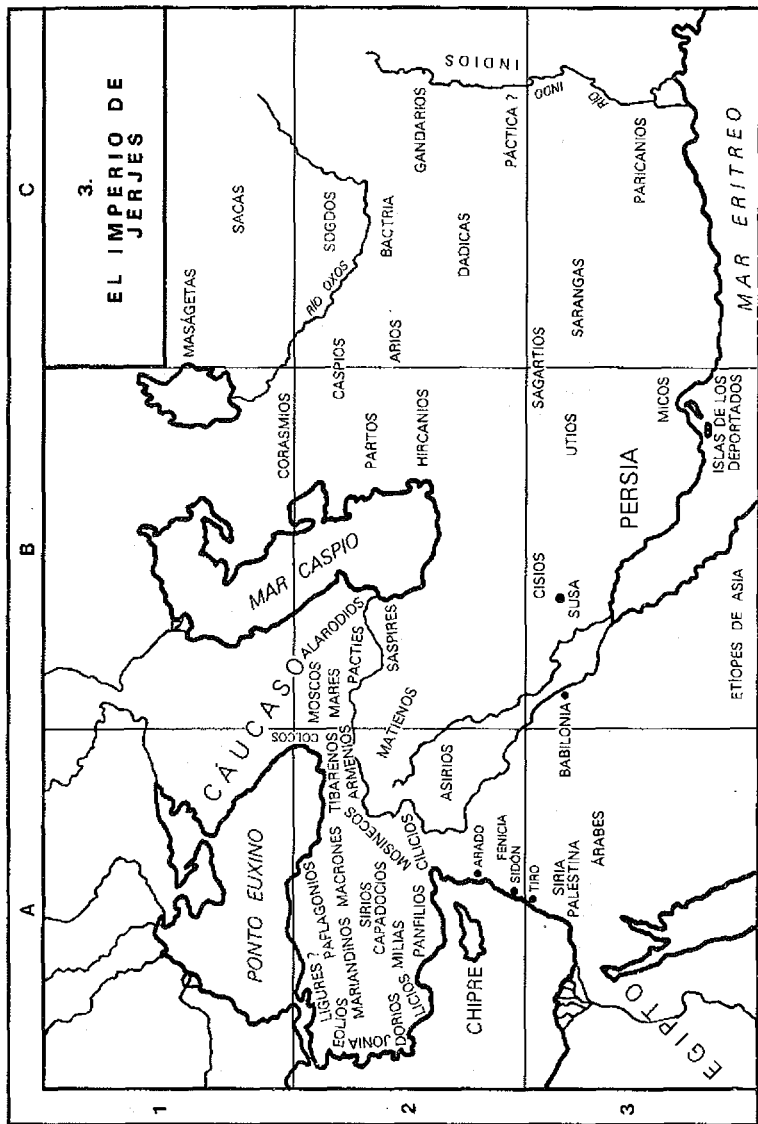 3.
EL IMPERIO DE
JERJES
A
B
C
1
2
3
MASÁGETAS
SACAS
CÁUCASO
PONTO EUXINO
MAR CASPIO
CORASMIOS
RÍO OXOS
SOGDOS
COLCOS
MOSCOS
ALARODIOS
LIGURES ?
PAFLAGONIOS
EOLIOS
MARIANDINOS
MACRONES
TIBARENOS
MARES
ARMENIOS
PACTIES
SASPIRES
CASPIOS
PARTOS
ARIOS
BACTRIA
HIRCANIOS
GANDARIOS
INDIOS
JONIA
SIRIOS
CAPADOCIOS
MOSINECOS
MATIENOS
DORIOS
MILIAS
LICIOS
PANFILIOS
CILICIOS
ASIRIOS
DADICAS
PÁCTICA ?
CHIPRE
ARADO
FENICIA
SIDÓN
TIRO
SIRIA
PALESTINA
ÁRABES
BABILONIA
CISIOS
SUSA
SAGARTIOS
UTIOS
SARANGAS
RÍO
INDO
PARICANIOS
PERSIA
MICOS
ISLAS DE LOS
DEPORTADOS
EGIPTO
ETÍOPES DE ASIA
MAR ERITREO